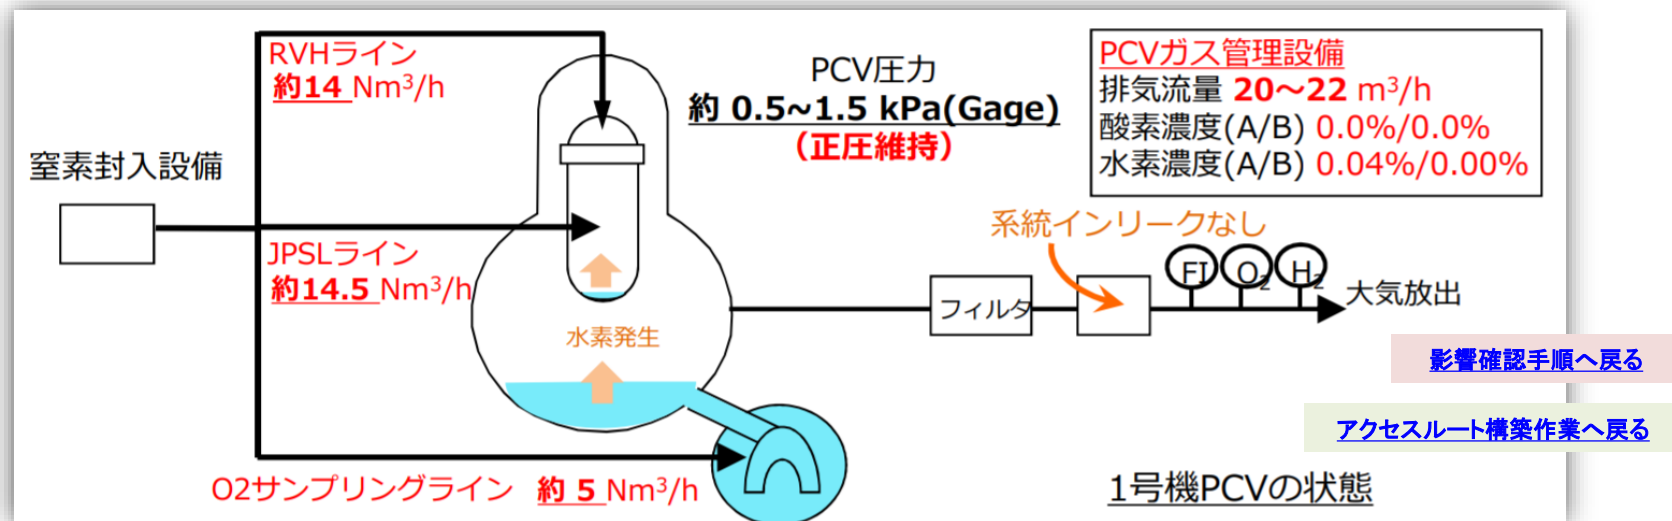 RVHライン
約14 Nm³/h
PCV圧力
約 0.5~1.5 kPa(Gage)
(正圧維持)
PCVガス管理設備
排気流量 20~22 m³/h
酸素濃度(A/B) 0.0%/0.0%
水素濃度(A/B) 0.04%/0.00%
窒素封入設備
JPSLライン
約14.5 Nm³/h
系統インリークなし
FI O₂ H₂
大気放出
フィルタ
水素発生
影響確認手順へ戻る
アクセスルート構築作業へ戻る
O2サンプリングライン 約 5 Nm³/h
1号機PCVの状態